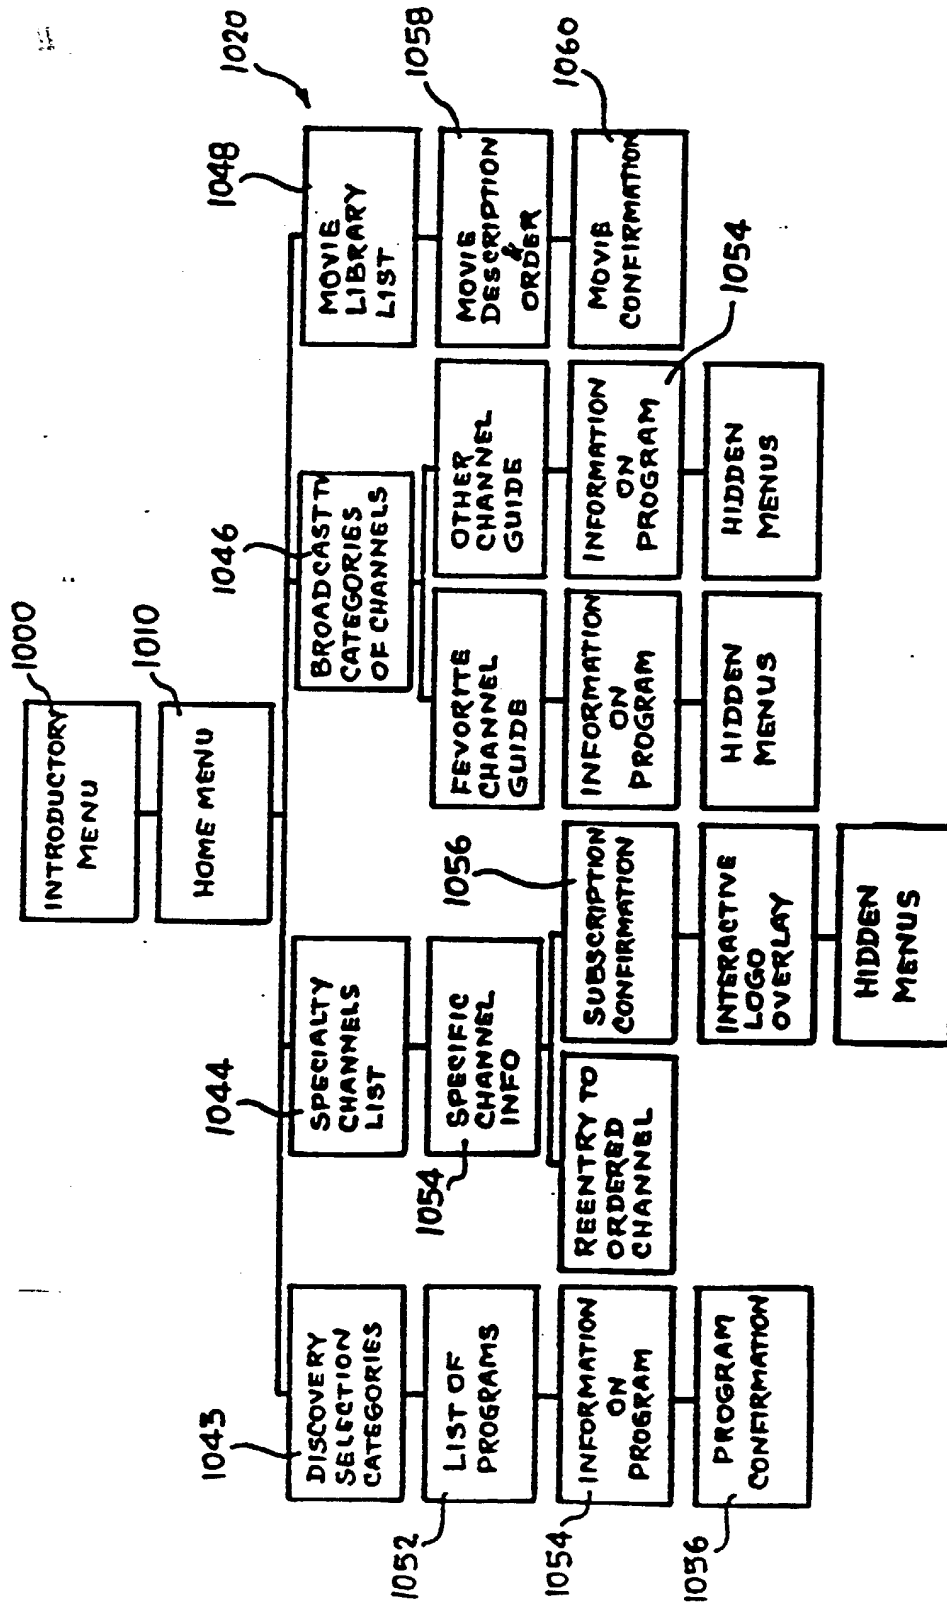 1000
INTRODUCTORY
MENU
1010
HOME MENU
1020
1043
DISCOVERY
SELECTION
CATEGORIES
1044
SPECIALTY
CHANNELS
LIST
1046
BROADCAST TV
CATEGORIES
OF CHANNELS
1048
MOVIE
LIBRARY
LIST
1052
LIST OF
PROGRAMS
1054
SPECIFIC
CHANNEL
INFO
FEVORITE
CHANNEL
GUIDE
OTHER
CHANNEL
GUIDE
1058
MOVIE
DESCRIPTION
&
ORDER
1054
INFORMATION
ON
PROGRAM
REENTRY TO
ORDERED
CHANNEL
1056
SUBSCRIPTION
CONFIRMATION
INFORMATION
ON
PROGRAM
INFORMATION
ON
PROGRAM
1054
1060
MOVIE
CONFIRMATION
1056
PROGRAM
CONFIRMATION
INTERACTIVE
LOGO
OVERLAY
HIDDEN
MENUS
HIDDEN
MENUS
HIDDEN
MENUS